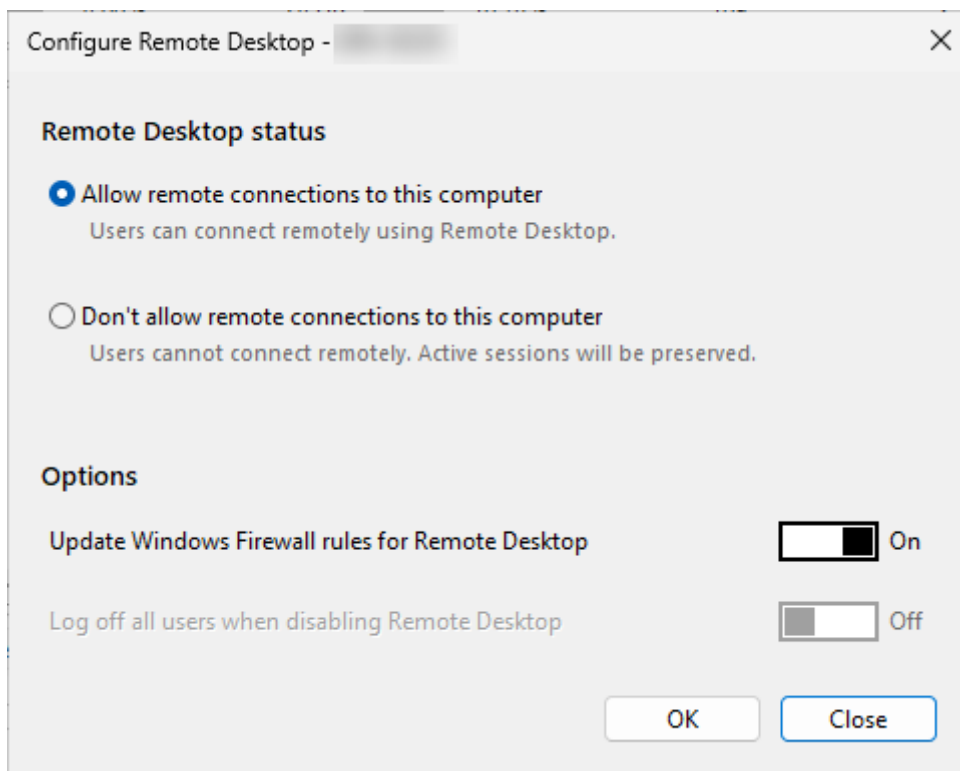 Configure Remote Desktop -
Remote Desktop status
Allow remote connections to this computer
Users can connect remotely using Remote Desktop.
Don't allow remote connections to this computer
Users cannot connect remotely. Active sessions will be preserved.
Options
Update Windows Firewall rules for Remote Desktop On
Log off all users when disabling Remote Desktop Off
OK Close